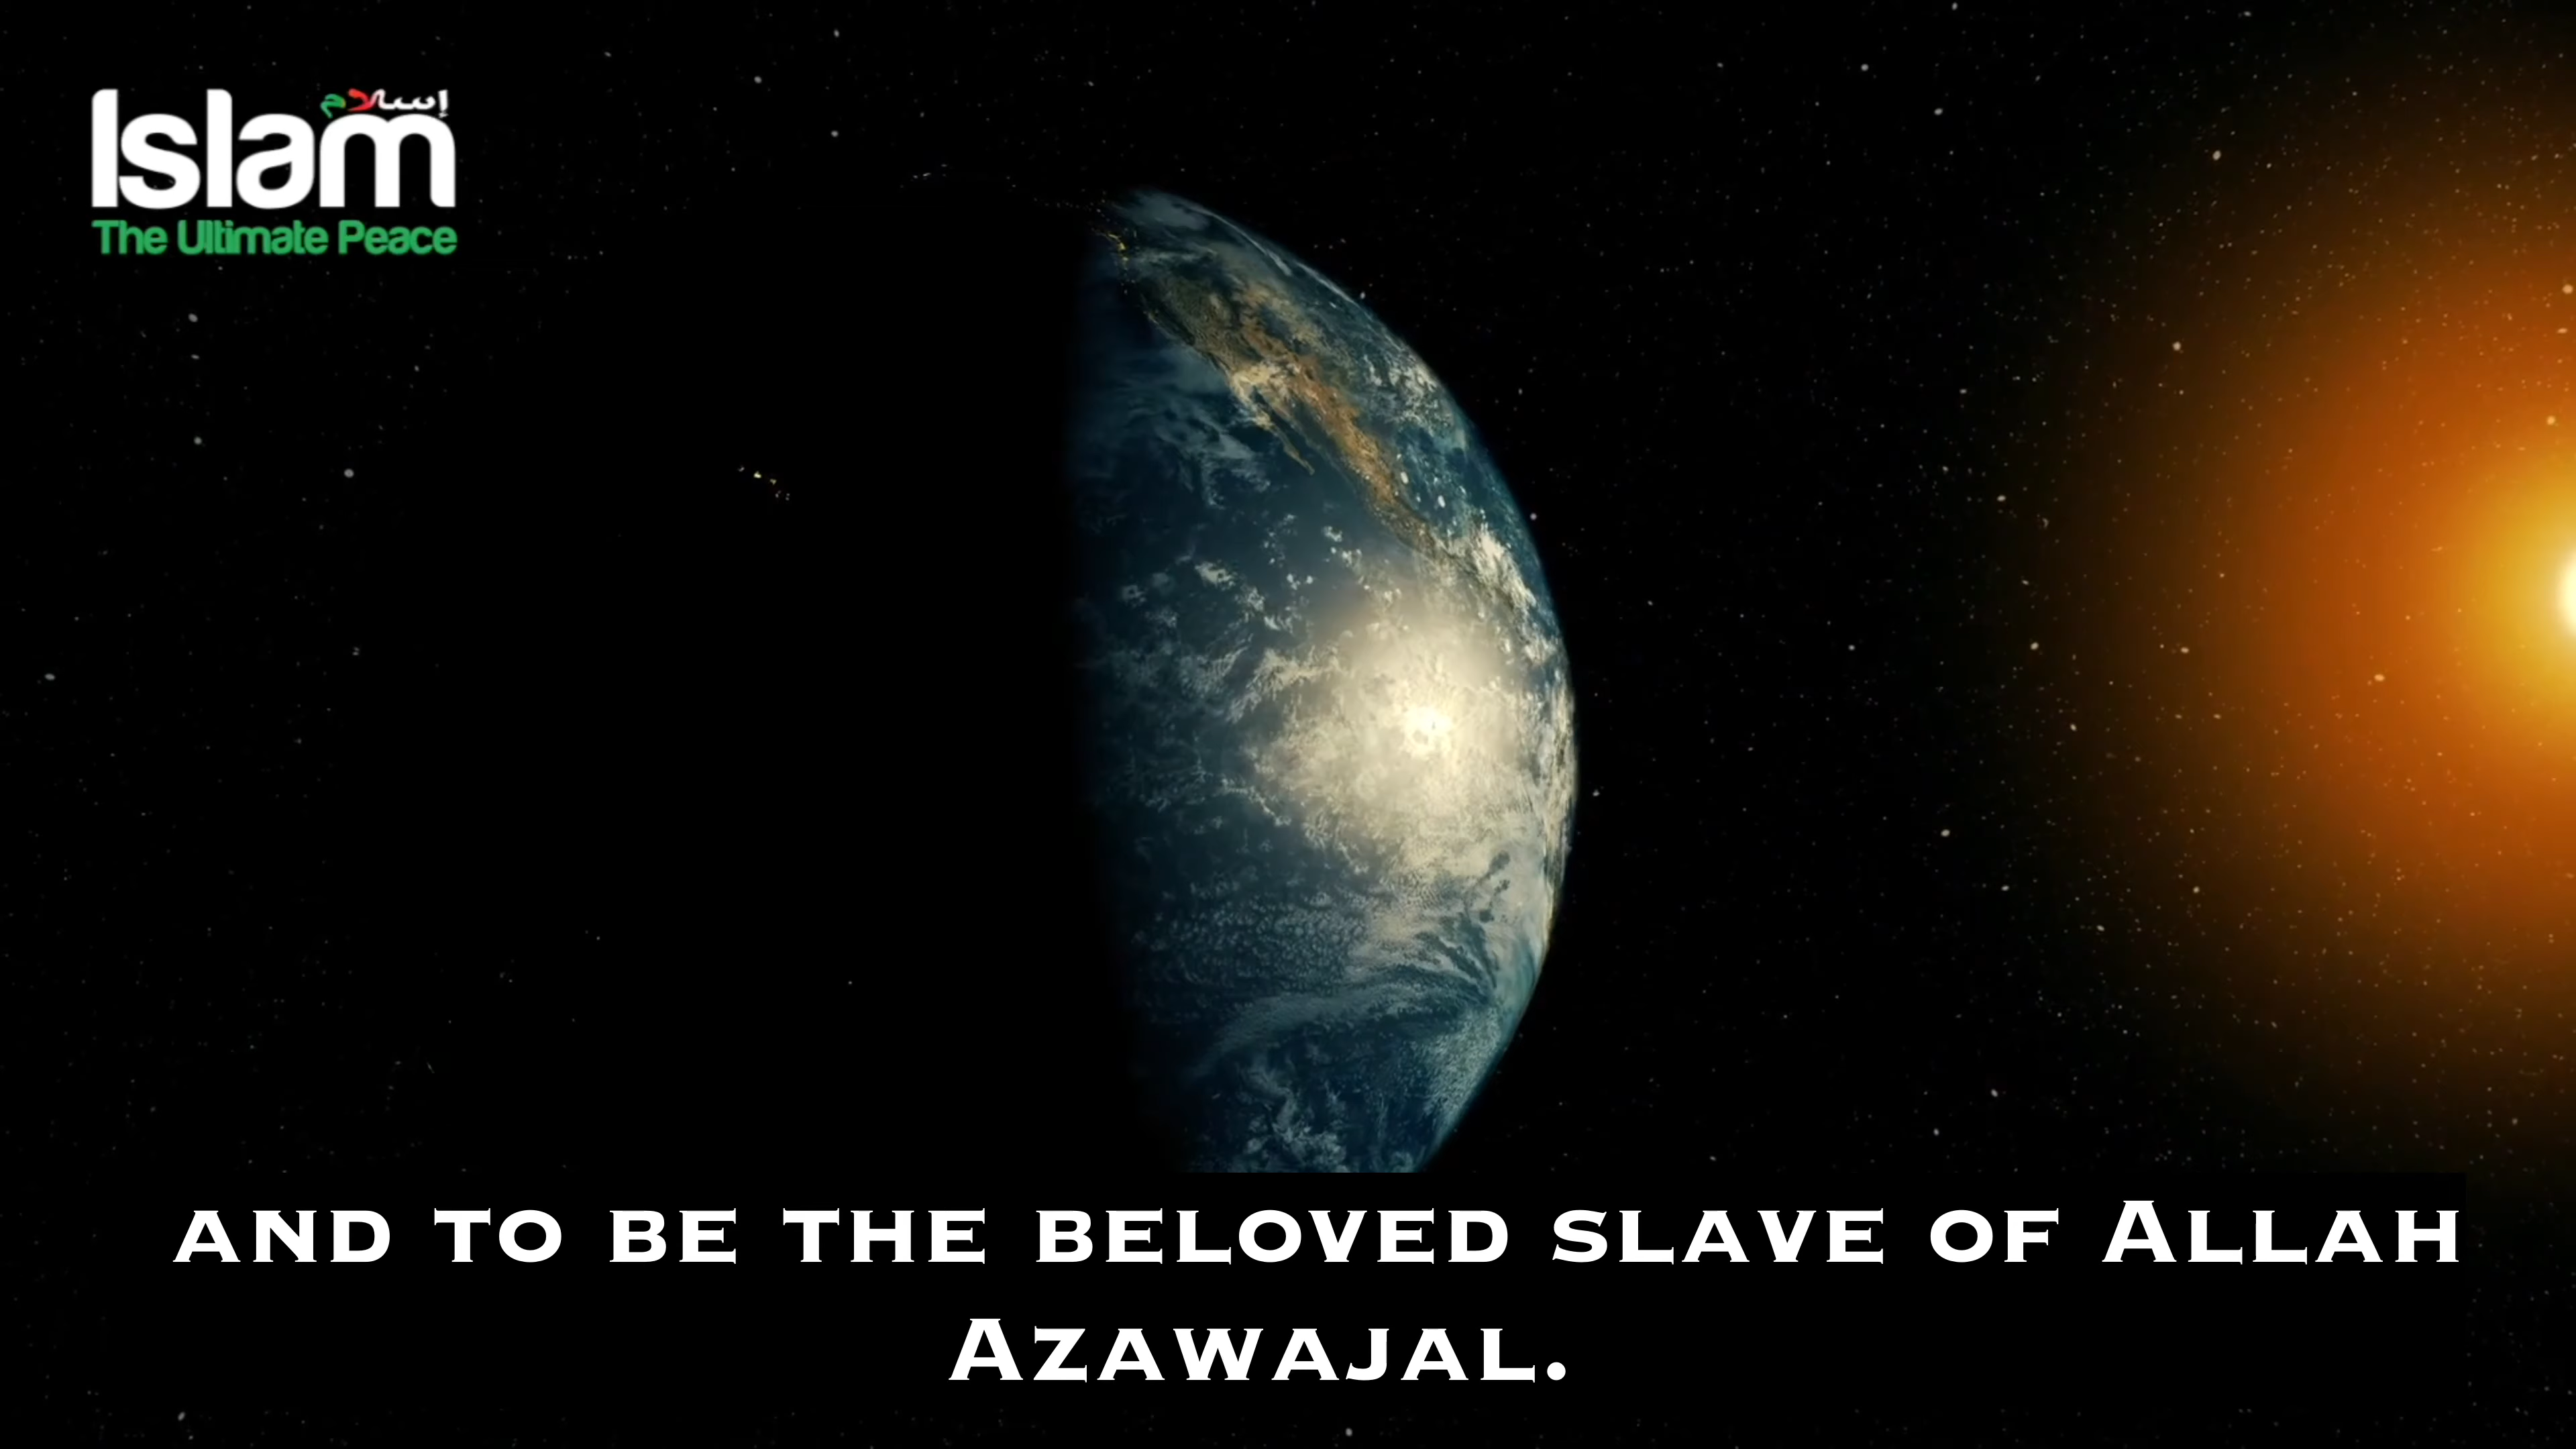 إسلام
Islam
The Ultimate Peace
AND TO BE THE BELOVED SLAVE OF ALLAH
AZAWAJAL.